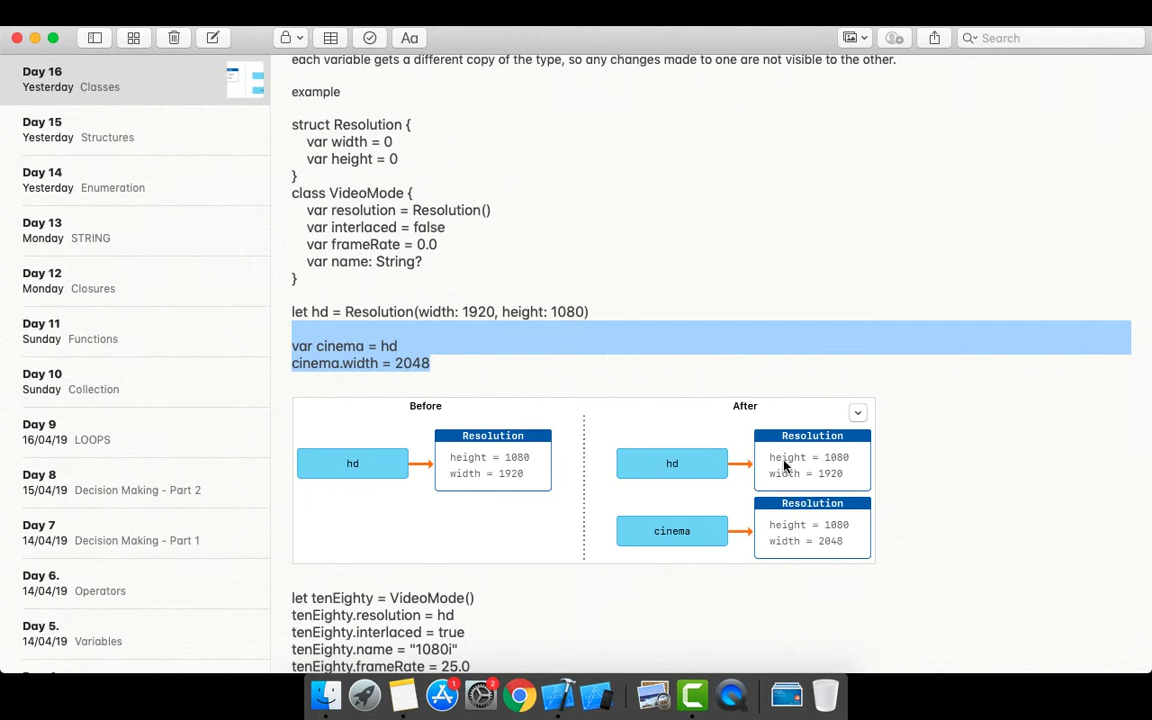 Aa
Search
Day 16
Yesterday Classes
Day 15
Yesterday Structures
Day 14
Yesterday Enumeration
Day 13
Monday STRING
Day 12
Monday Closures
Day 11
Sunday Functions
Day 10
Sunday Collection
Day 9
16/04/19 LOOPS
Day 8
15/04/19 Decision Making - Part 2
Day 7
14/04/19 Decision Making - Part 1
Day 6.
14/04/19 Operators
Day 5.
14/04/19 Variables
each variable gets a different copy of the type, so any changes made to one are not visible to the other.
example
struct Resolution {
var width = 0
var height = 0
}
class VideoMode {
var resolution = Resolution()
var interlaced = false
var frameRate = 0.0
var name: String?
}
let hd = Resolution(width: 1920, height: 1080)
var cinema = hd
cinema.width = 2048
Before
hd
Resolution
height = 1080
width = 1920
After
hd
Resolution
height = 1080
width = 1920
cinema
Resolution
height = 1080
width = 2048
let tenEighty = VideoMode()
tenEighty.resolution = hd
tenEighty.interlaced = true
tenEighty.name = "1080i"
tenEighty.frameRate = 25.0
1
2